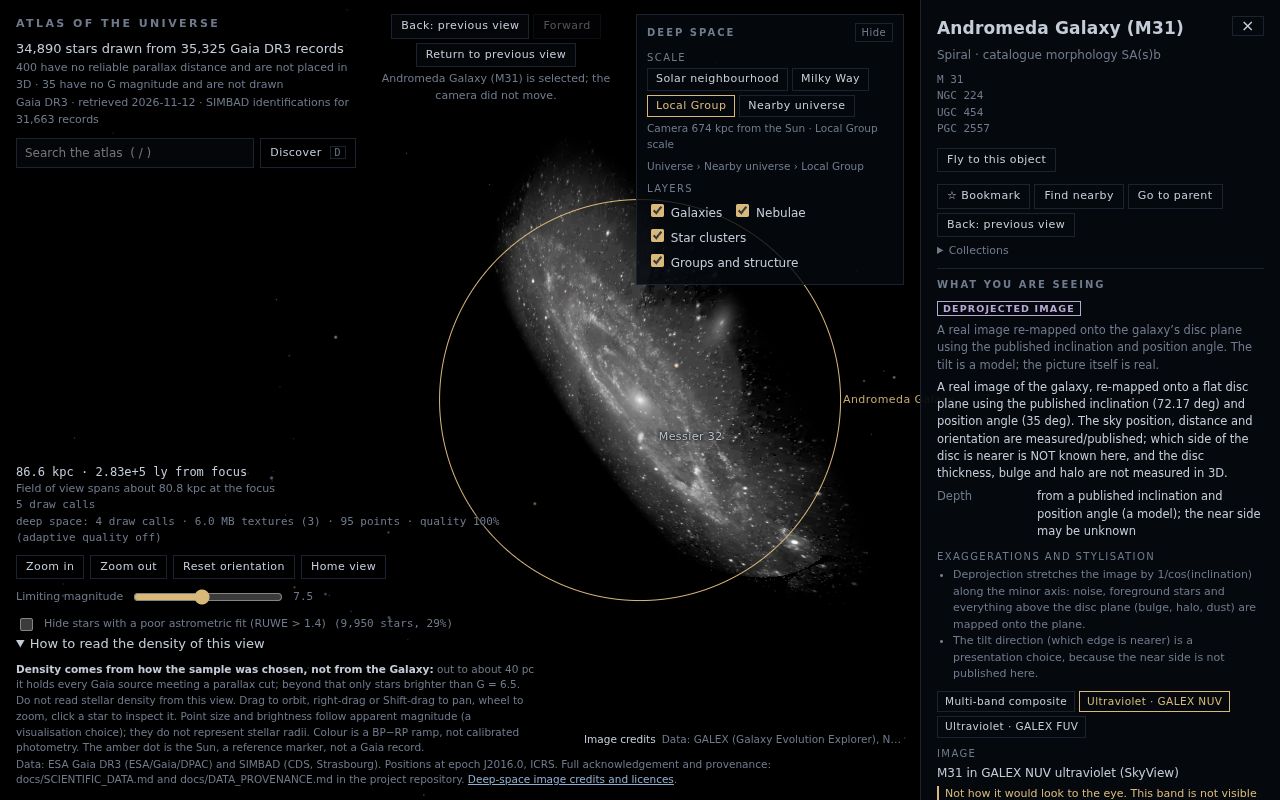 ATLAS OF THE UNIVERSE
34,890 stars drawn from 35,325 Gaia DR3 records
400 have no reliable parallax distance and are not placed in
3D · 35 have no G magnitude and are not drawn
Gaia DR3 · retrieved 2026-11-12 · SIMBAD identifications for
31,663 records
Search the atlas ( / )
Discover D
Back: previous view
Forward
Return to previous view
Andromeda Galaxy (M31) is selected; the
camera did not move.
DEEP SPACE
Hide
SCALE
Solar neighbourhood
Milky Way
Local Group
Nearby universe
Camera 674 kpc from the Sun · Local Group
scale
Universe › Nearby universe › Local Group
LAYERS
Galaxies
Nebulae
Star clusters
Groups and structure
Messier 32
Andromeda G
86.6 kpc · 2.83e+5 ly from focus
Field of view spans about 80.8 kpc at the focus
5 draw calls
deep space: 4 draw calls · 6.0 MB textures (3) · 95 points · quality 100%
(adaptive quality off)
Zoom in
Zoom out
Reset orientation
Home view
Limiting magnitude
7.5
Hide stars with a poor astrometric fit (RUWE > 1.4) (9,950 stars, 29%)
▼ How to read the density of this view
Density comes from how the sample was chosen, not from the Galaxy: out to about 40 pc
it holds every Gaia source meeting a parallax cut; beyond that only stars brighter than G = 6.5.
Do not read stellar density from this view. Drag to orbit, right-drag or Shift-drag to pan, wheel to
zoom, click a star to inspect it. Point size and brightness follow apparent magnitude (a
visualisation choice); they do not represent stellar radii. Colour is a BP−RP ramp, not calibrated
photometry. The amber dot is the Sun, a reference marker, not a Gaia record.
Data: ESA Gaia DR3 (ESA/Gaia/DPAC) and SIMBAD (CDS, Strasbourg). Positions at epoch J2016.0, ICRS. Full acknowledgement and provenance:
docs/SCIENTIFIC_DATA.md and docs/DATA_PROVENANCE.md in the project repository. Deep-space image credits and licences.
Image credits Data: GALEX (Galaxy Evolution Explorer), N…
Andromeda Galaxy (M31)
×
Spiral · catalogue morphology SA(s)b
M 31
NGC 224
UGC 454
PGC 2557
Fly to this object
☆ Bookmark
Find nearby
Go to parent
Back: previous view
▶ Collections
WHAT YOU ARE SEEING
DEPROJECTED IMAGE
A real image re-mapped onto the galaxy’s disc plane
using the published inclination and position angle. The
tilt is a model; the picture itself is real.
A real image of the galaxy, re-mapped onto a flat disc
plane using the published inclination (72.17 deg) and
position angle (35 deg). The sky position, distance and
orientation are measured/published; which side of the
disc is nearer is NOT known here, and the disc
thickness, bulge and halo are not measured in 3D.
Depth
from a published inclination and
position angle (a model); the near side
may be unknown
EXAGGERATIONS AND STYLISATION
• Deprojection stretches the image by 1/cos(inclination)
along the minor axis: noise, foreground stars and
everything above the disc plane (bulge, halo, dust) are
mapped onto the plane.
• The tilt direction (which edge is nearer) is a
presentation choice, because the near side is not
published here.
Multi-band composite
Ultraviolet · GALEX NUV
Ultraviolet · GALEX FUV
IMAGE
M31 in GALEX NUV ultraviolet (SkyView)
Not how it would look to the eye. This band is not visible